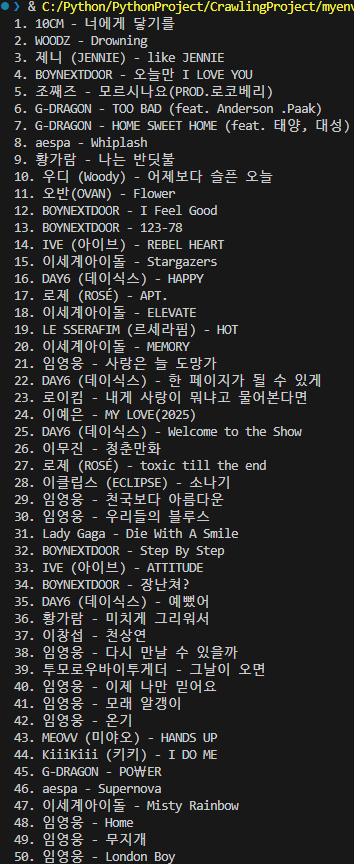 > & C:/Python/PythonProject/CrawlingProject/myenv
1. 10CM - 너에게 닿기를
2. WOODZ - Drowning
3. 제니 (JENNIE) - like JENNIE
4. BOYNEXTDOOR - 오늘만 I LOVE YOU
5. 조째즈 - 모르시나요(PROD.로코베리)
6. G-DRAGON - TOO BAD (feat. Anderson .Paak)
7. G-DRAGON - HOME SWEET HOME (feat. 태양, 대성)
8. aespa - Whiplash
9. 황가람 - 나는 반딧불
10. 우디 (Woody) - 어제보다 슬픈 오늘
11. 오반(OVAN) - Flower
12. BOYNEXTDOOR - I Feel Good
13. BOYNEXTDOOR - 123-78
14. IVE (아이브) - REBEL HEART
15. 이세계아이돌 - Stargazers
16. DAY6 (데이식스) - HAPPY
17. 로제 (ROSÉ) - APT.
18. 이세계아이돌 - ELEVATE
19. LE SSERAFIM (르세라핌) - HOT
20. 이세계아이돌 - MEMORY
21. 임영웅 - 사랑은 늘 도망가
22. DAY6 (데이식스) - 한 페이지가 될 수 있게
23. 로이킴 - 내게 사랑이 뭐냐고 물어본다면
24. 이예은 - MY LOVE(2025)
25. DAY6 (데이식스) - Welcome to the Show
26. 이무진 - 청춘만화
27. 로제 (ROSÉ) - toxic till the end
28. 이클립스 (ECLIPSE) - 소나기
29. 임영웅 - 천국보다 아름다운
30. 임영웅 - 우리들의 블루스
31. Lady Gaga - Die With A Smile
32. BOYNEXTDOOR - Step By Step
33. IVE (아이브) - ATTITUDE
34. BOYNEXTDOOR - 장난쳐?
35. DAY6 (데이식스) - 예뻤어
36. 황가람 - 미치게 그리워서
37. 이창섭 - 천상연
38. 임영웅 - 다시 만날 수 있을까
39. 투모로우바이투게더 - 그날이 오면
40. 임영웅 - 이제 나만 믿어요
41. 임영웅 - 모래 알갱이
42. 임영웅 - 온기
43. MEOVV (미야오) - HANDS UP
44. KiiiKiii (키키) - I DO ME
45. G-DRAGON - PO₩ER
46. aespa - Supernova
47. 이세계아이돌 - Misty Rainbow
48. 임영웅 - Home
49. 임영웅 - 무지개
50. 임영웅 - London Boy